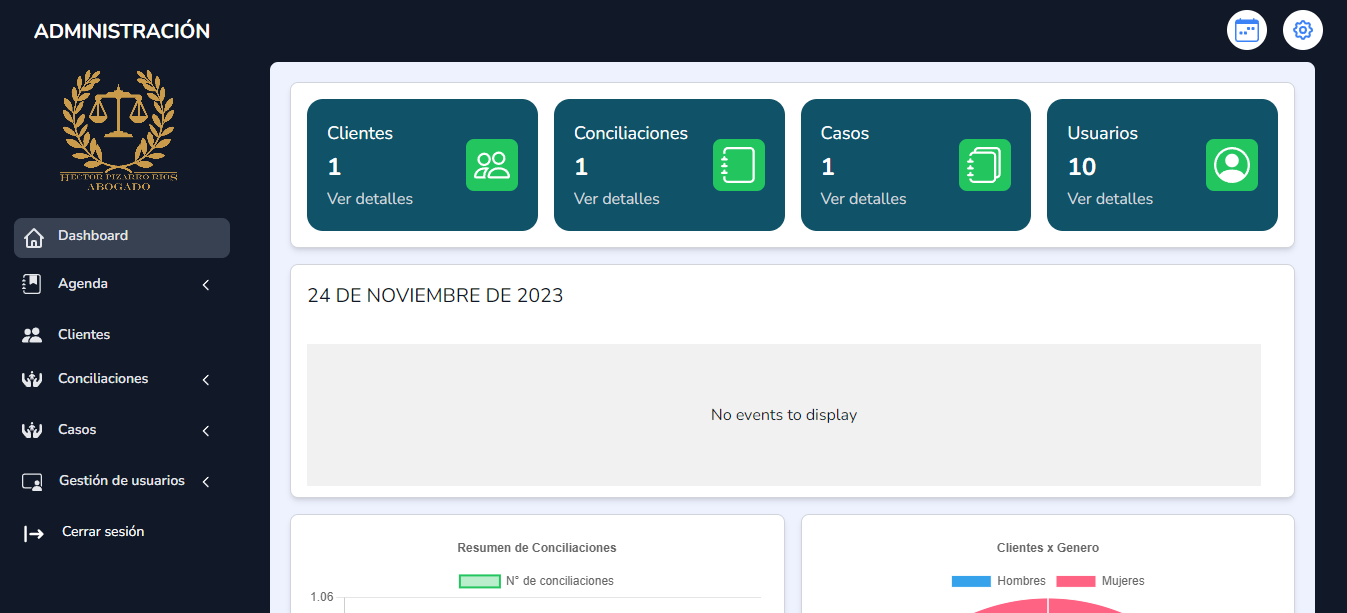 ADMINISTRACIÓN
HECTOR PIZARRO RIOS
ABOGADO
Dashboard
Agenda
Clientes
Conciliaciones
Casos
Gestión de usuarios
Cerrar sesión
Clientes
1
Ver detalles
Conciliaciones
1
Ver detalles
Casos
1
Ver detalles
Usuarios
10
Ver detalles
24 DE NOVIEMBRE DE 2023
No events to display
Resumen de Conciliaciones
N° de conciliaciones
1.06
Clientes x Genero
Hombres
Mujeres